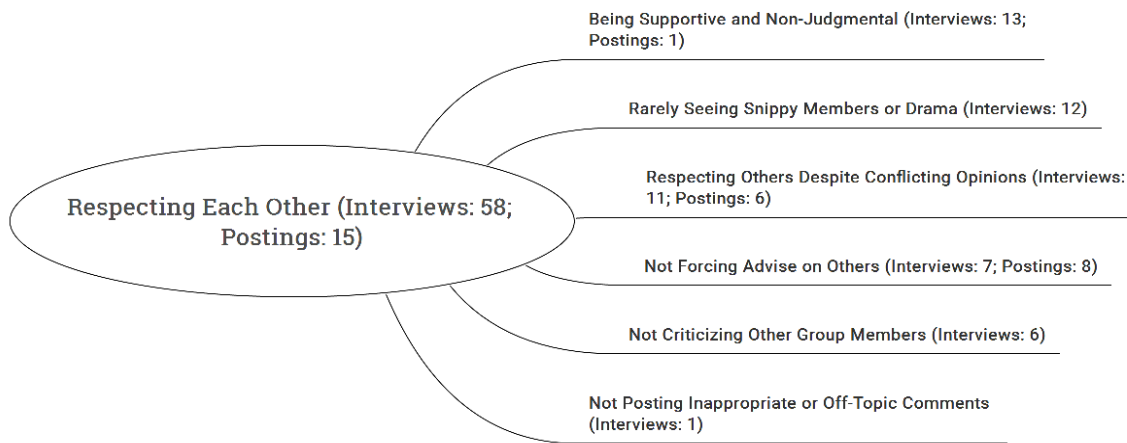 Being Supportive and Non-Judgmental (Interviews: 13;
Postings: 1)
Rarely Seeing Snippy Members or Drama (Interviews: 12)
Respecting Others Despite Conflicting Opinions (Interviews:
11; Postings: 6)
Respecting Each Other (Interviews: 58;
Postings: 15)
Not Forcing Advise on Others (Interviews: 7; Postings: 8)
Not Criticizing Other Group Members (Interviews: 6)
Not Posting Inappropriate or Off-Topic Comments
(Interviews: 1)